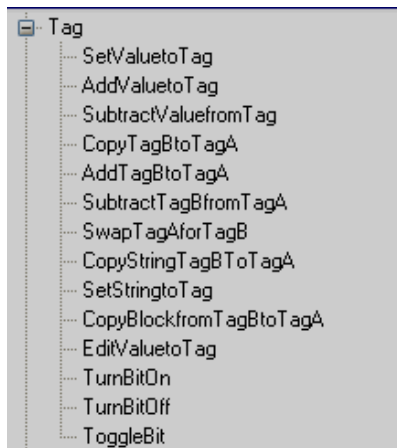 Tag
SetValuetoTag
AddValuetoTag
SubtractValuefromTag
CopyTagBtoTagA
AddTagBtoTagA
SubtractTagBfromTagA
SwapTagAforTagB
CopyStringTagBToTagA
SetStringtoTag
CopyBlockfromTagBtoTagA
EditValuetoTag
TurnBitOn
TurnBitOff
ToggleBit